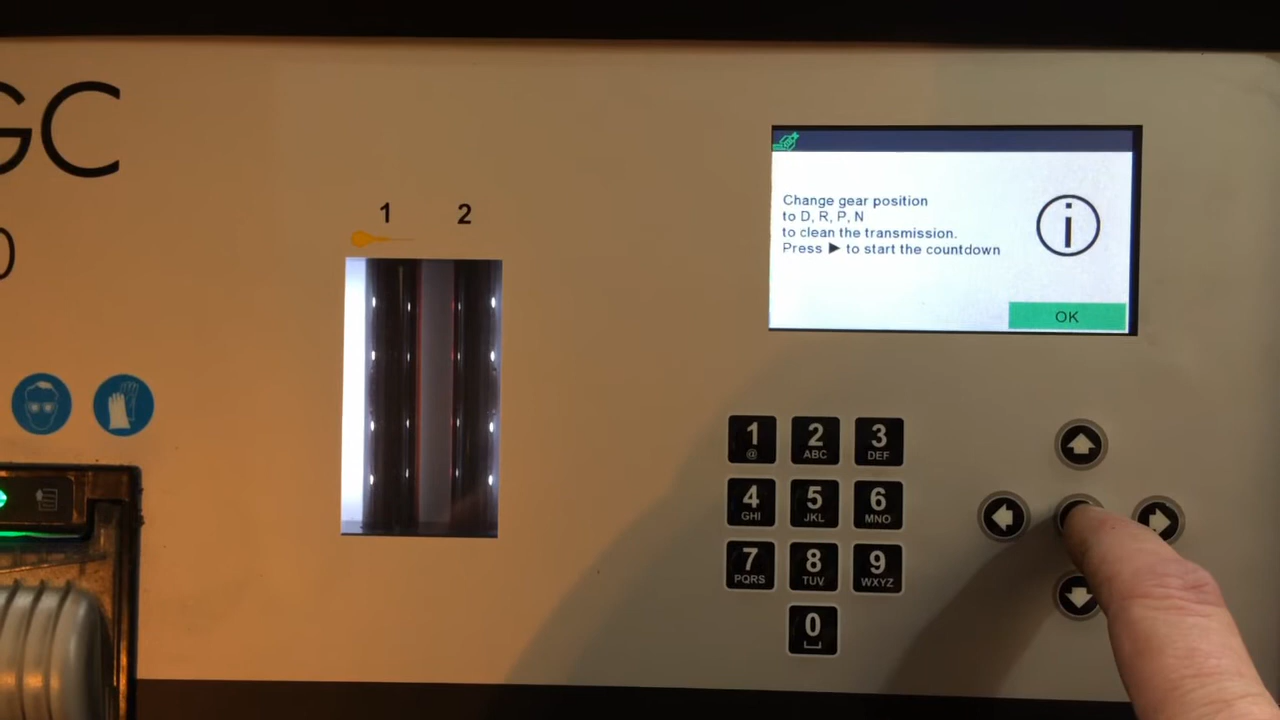 GC
0
1 2
Change gear position
to D, R, P, N
to clean the transmission.
Press ▶ to start the countdown
OK
1 2 3
@ ABC DEF
4 5 6
GHI JKL MNO
7 8 9
PQRS TUV WXYZ
0